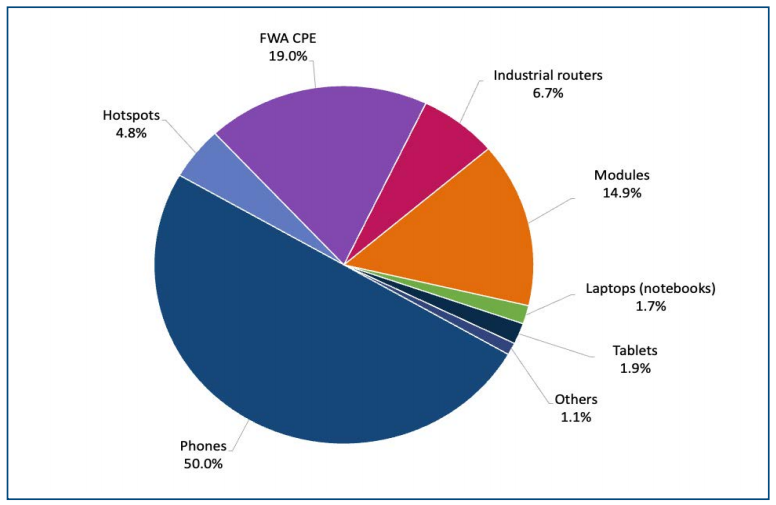 FWA CPE
19.0%
Industrial routers
6.7%
Hotspots
4.8%
Modules
14.9%
Laptops (notebooks)
1.7%
Tablets
1.9%
Others
1.1%
Phones
50.0%